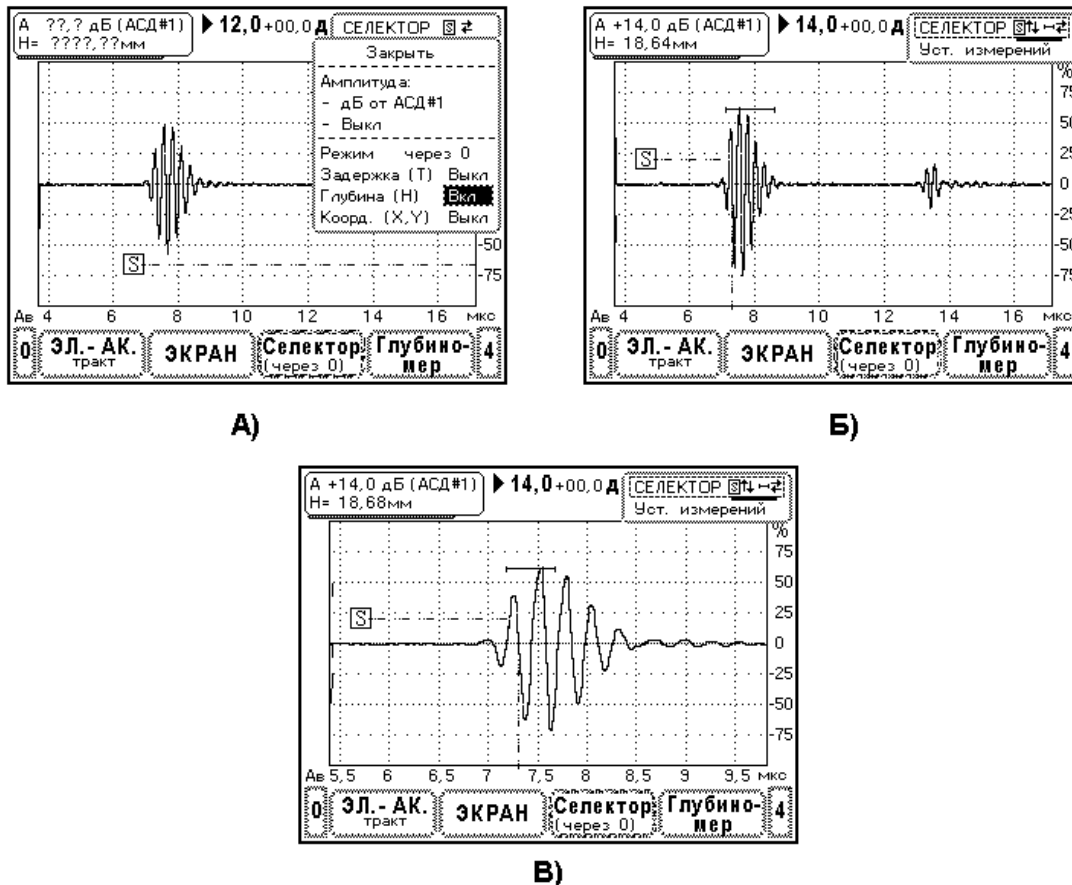 А ??,? дБ (АСД#1)
Н= ????,??мм
▶12,0+00,0 д
СЕЛЕКТОР S ⇄
Закрыть
Амплитуда:
- дБ от АСД#1
- Выкл
Режим через 0
Задержка (Т) Выкл
Глубина (Н) Вкл
Коорд. (X,Y) Выкл
-50
-75
S
Ав 4 6 8 10 12 14 16 мкс
0 ЭЛ.- АК. тракт ЭКРАН Селектор (через 0) Глубино-мер 4
А)
А +14,0 дБ (АСД#1)
Н= 18,64мм
▶14,0+00,0 д
СЕЛЕКТОР S↑↓ ↦⇄
Уст. измерений
%
75
50
25
0
-25
-50
-75
S
Ав 4 6 8 10 12 14 16 мкс
0 ЭЛ.- АК. тракт ЭКРАН Селектор (через 0) Глубино-мер 4
Б)
А +14,0 дБ (АСД#1)
Н= 18,68мм
▶14,0+00,0 д
СЕЛЕКТОР S↑↓ ↦⇄
Уст. измерений
%
75
50
25
0
-25
-50
-75
S
Ав 5,5 6 6,5 7 7,5 8 8,5 9 9,5 мкс
0 ЭЛ.- АК. тракт ЭКРАН Селектор (через 0) Глубино-мер 4
В)